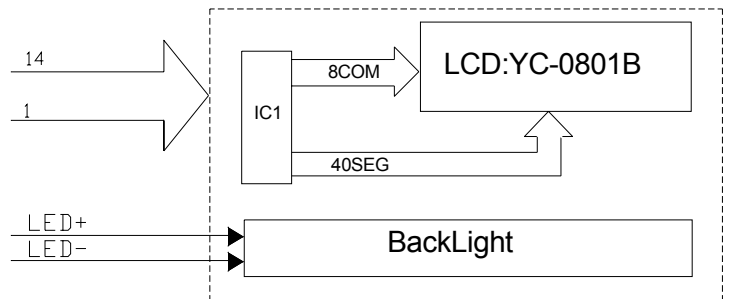 14
1
IC1
8COM
LCD:YC-0801B
40SEG
LED+
LED-
BackLight